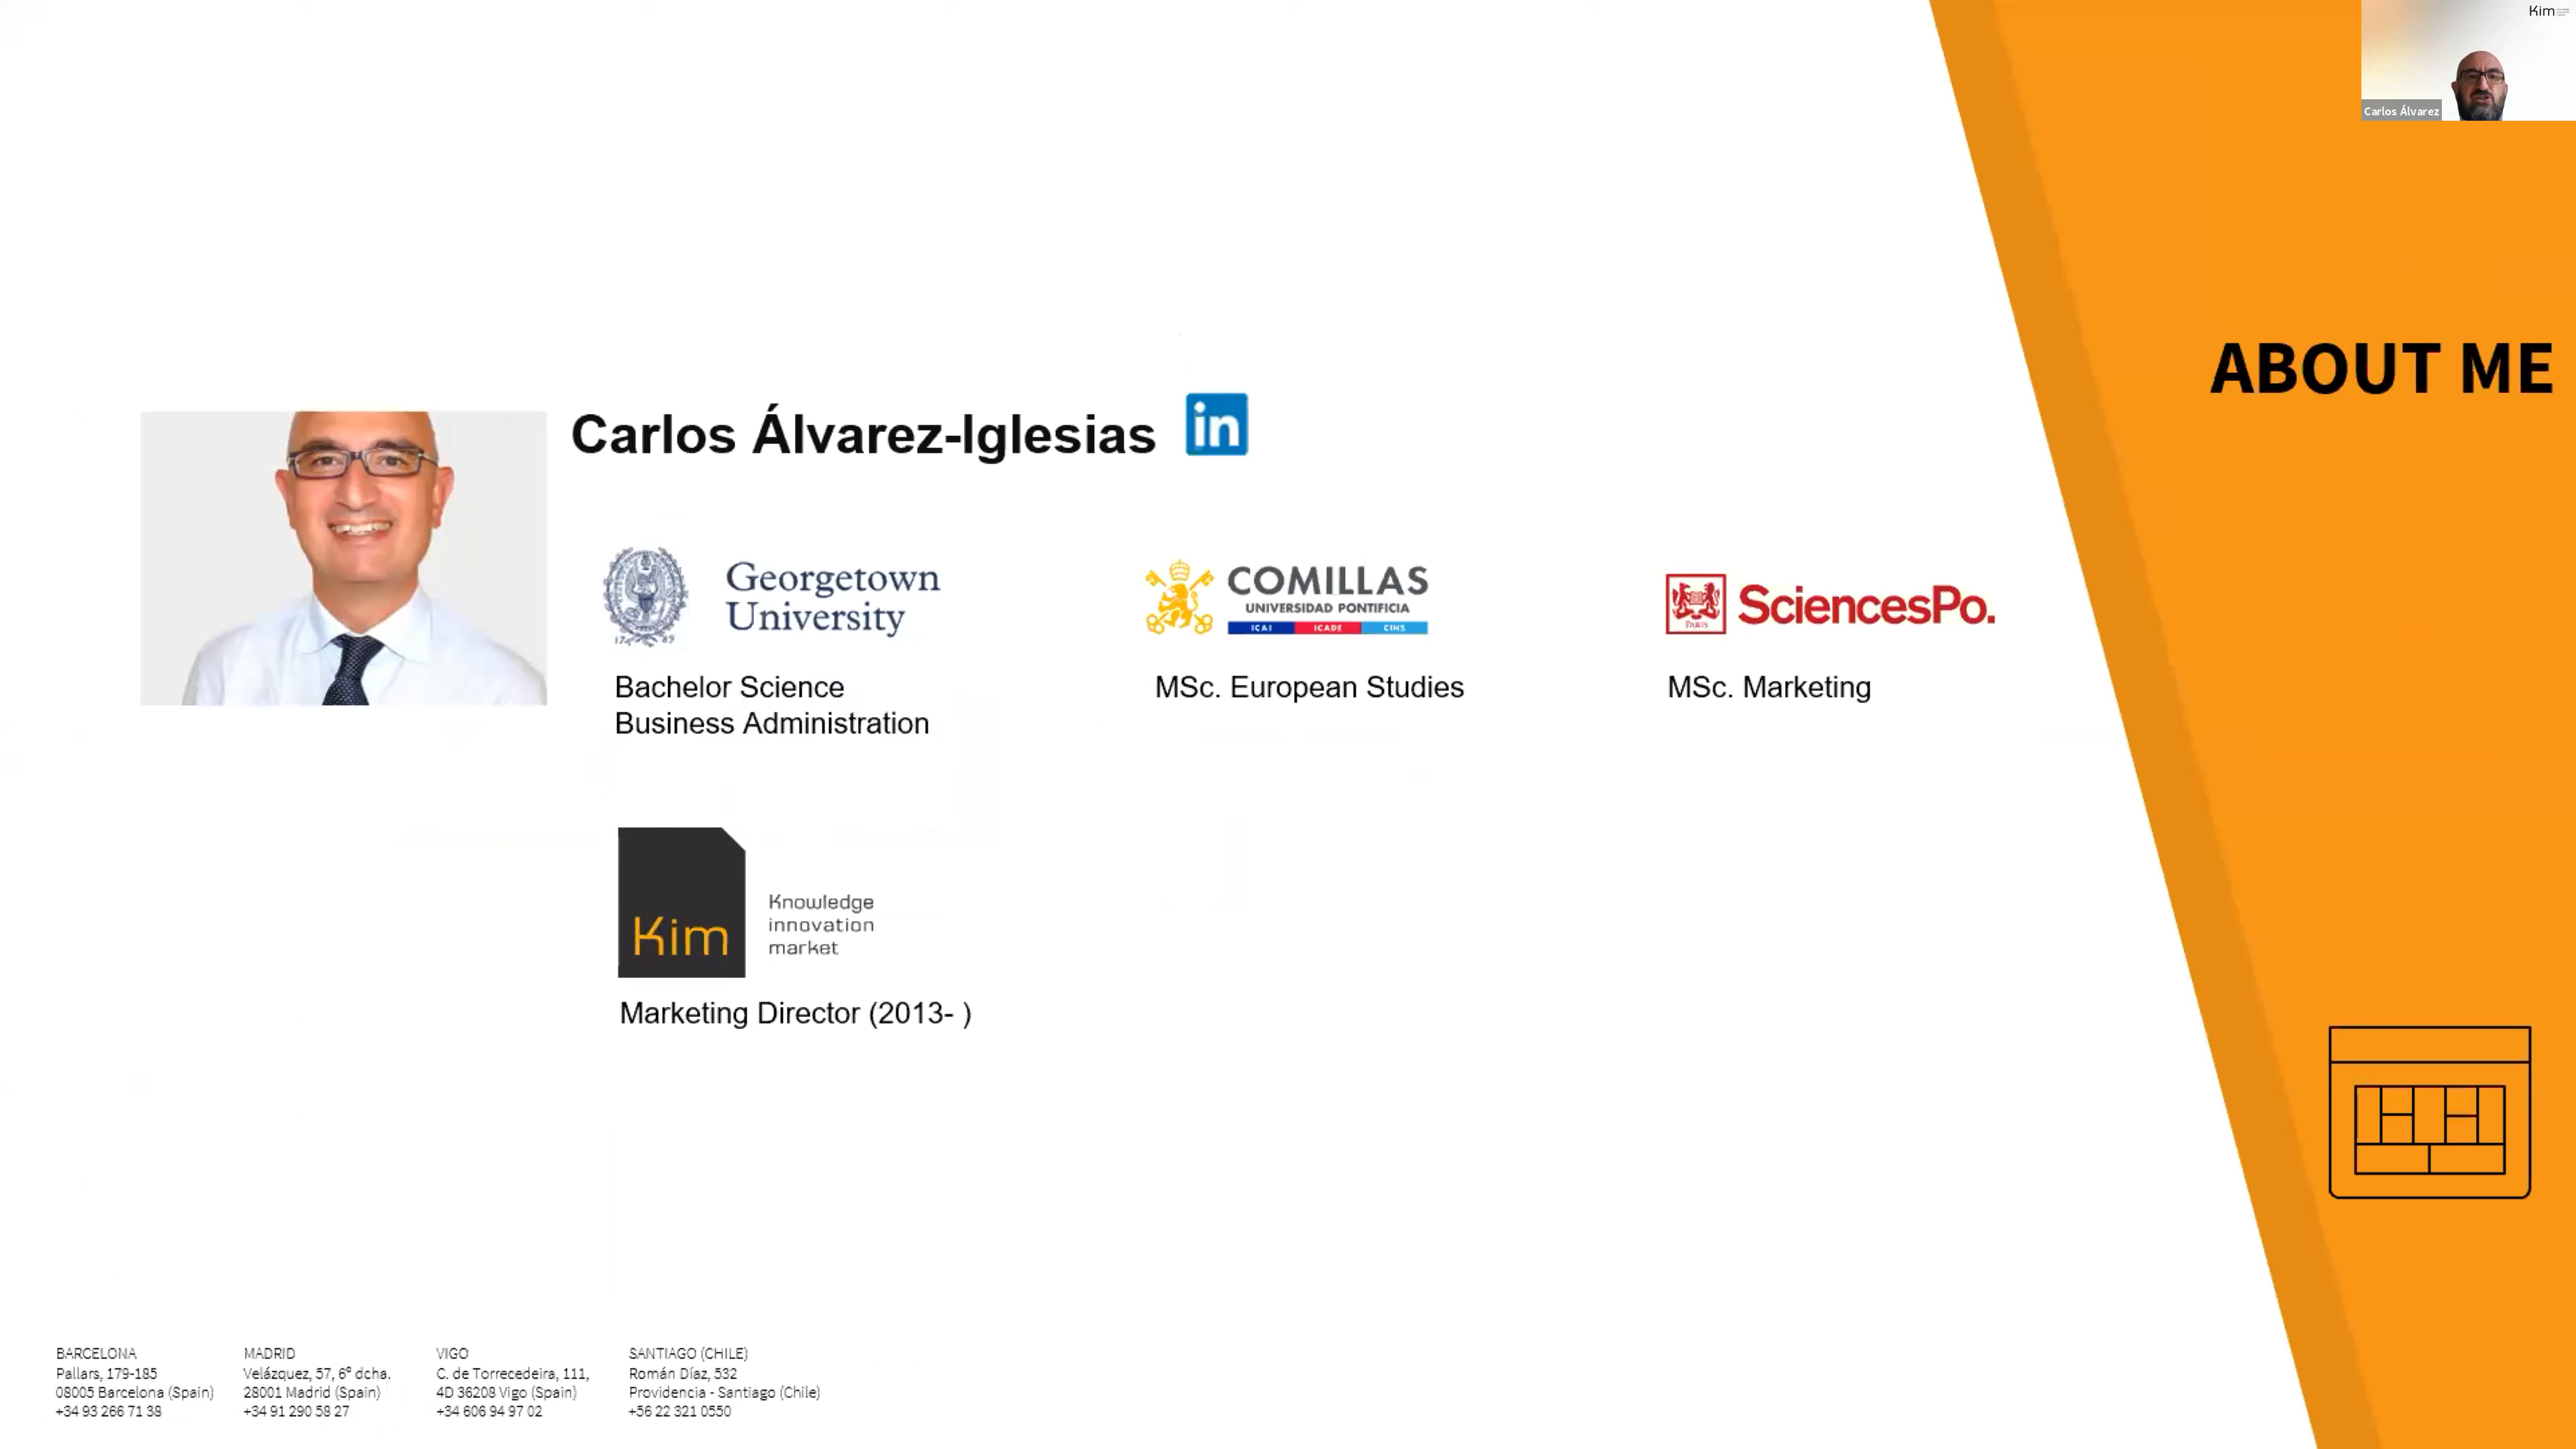 Kim
Carlos Álvarez
ABOUT ME
Carlos Álvarez-Iglesias in
Georgetown
University
17 89
Bachelor Science
Business Administration
COMILLAS
UNIVERSIDAD PONTIFICIA
ICAI ICADE CIHS
MSc. European Studies
PARIS
SciencesPo.
MSc. Marketing
Kim
Knowledge
innovation
market
Marketing Director (2013- )
BARCELONA
Pallars, 179-185
08005 Barcelona (Spain)
+34 93 266 71 38
MADRID
Velázquez, 57, 6º dcha.
28001 Madrid (Spain)
+34 91 290 58 27
VIGO
C. de Torrecedeira, 111,
4D 36208 Vigo (Spain)
+34 606 94 97 02
SANTIAGO (CHILE)
Román Díaz, 532
Providencia - Santiago (Chile)
+56 22 321 0550